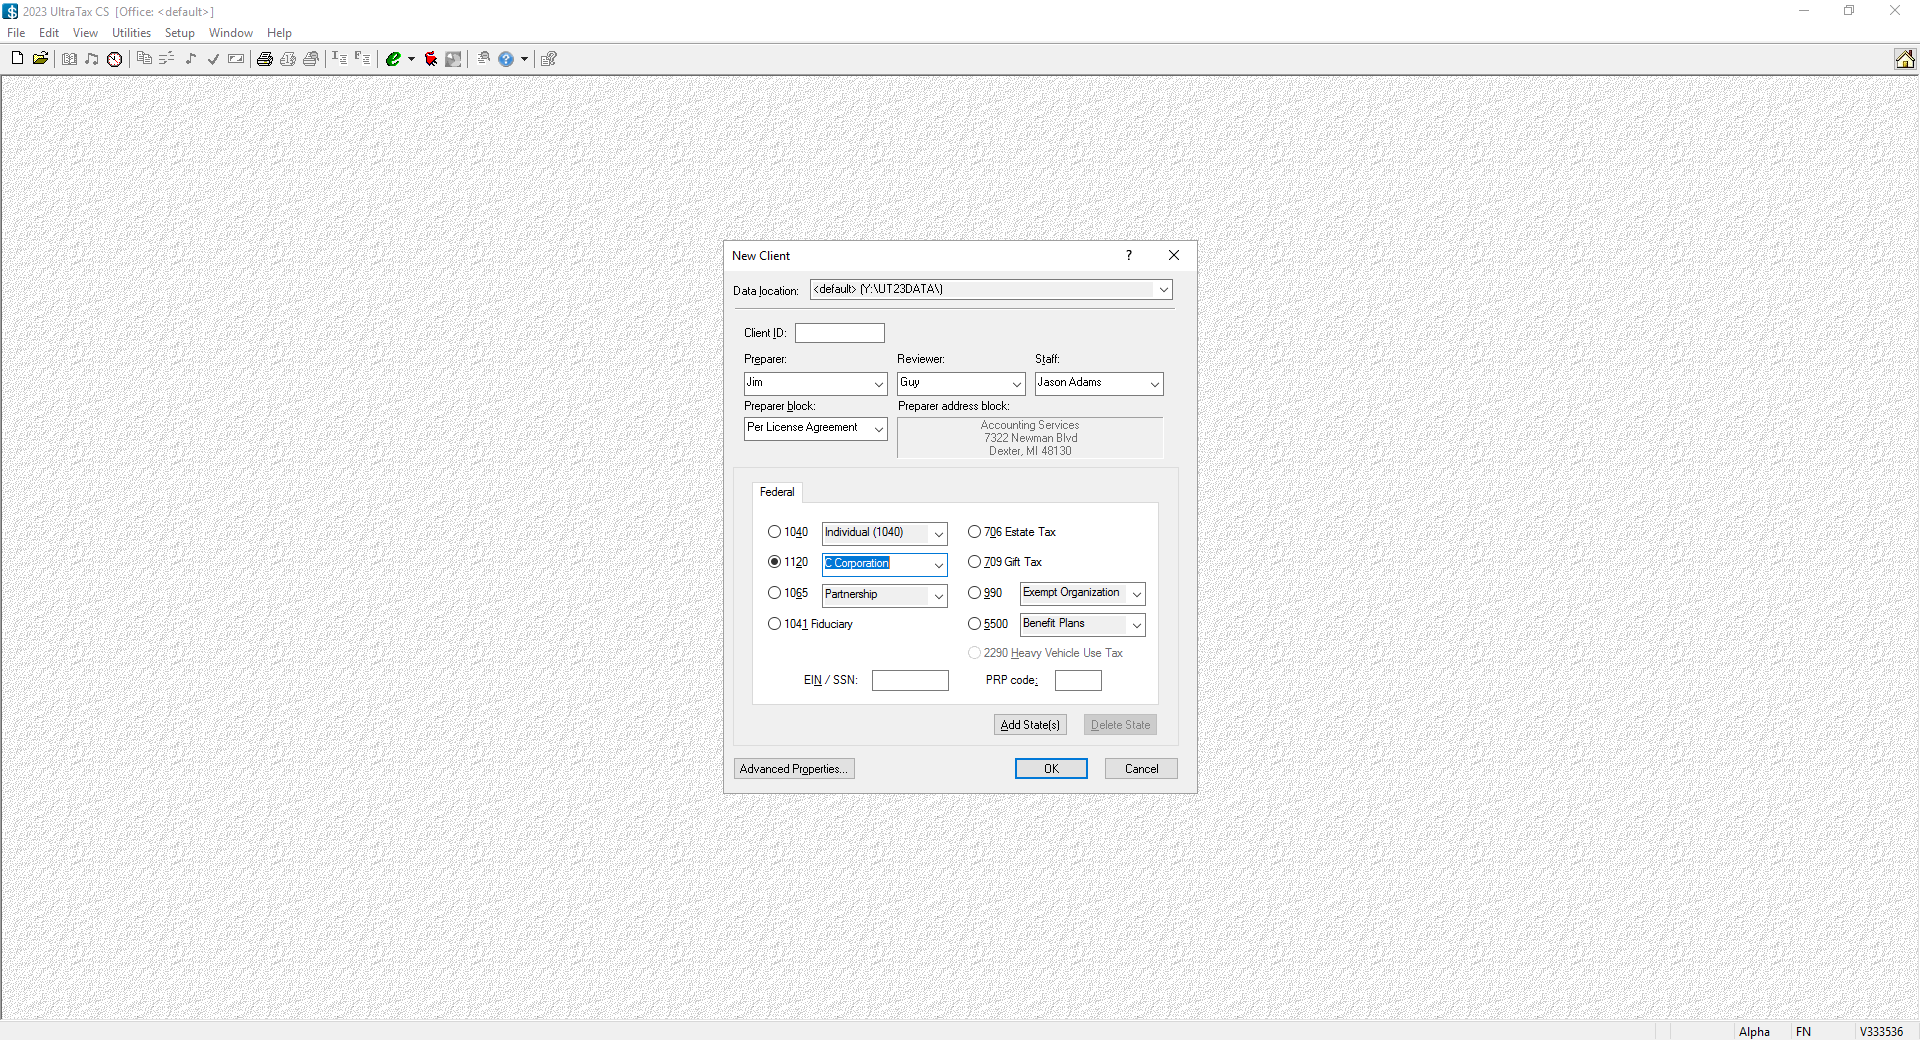 2023 UltraTax CS [Office: <default>]
File Edit View Utilities Setup Window Help
New Client ?
Data location: <default> (Y:\UT23DATA\)
Client ID:
Preparer: Reviewer: Staff:
Jim Guy Jason Adams
Preparer block: Preparer address block:
Per License Agreement
Accounting Services
7322 Newman Blvd
Dexter, MI 48130
Federal
1040 Individual (1040) 706 Estate Tax
1120 C Corporation 709 Gift Tax
1065 Partnership 990 Exempt Organization
1041 Fiduciary 5500 Benefit Plans
2290 Heavy Vehicle Use Tax
EIN / SSN: PRP code:
Add State(s) Delete State
Advanced Properties... OK Cancel
Alpha FN V333536